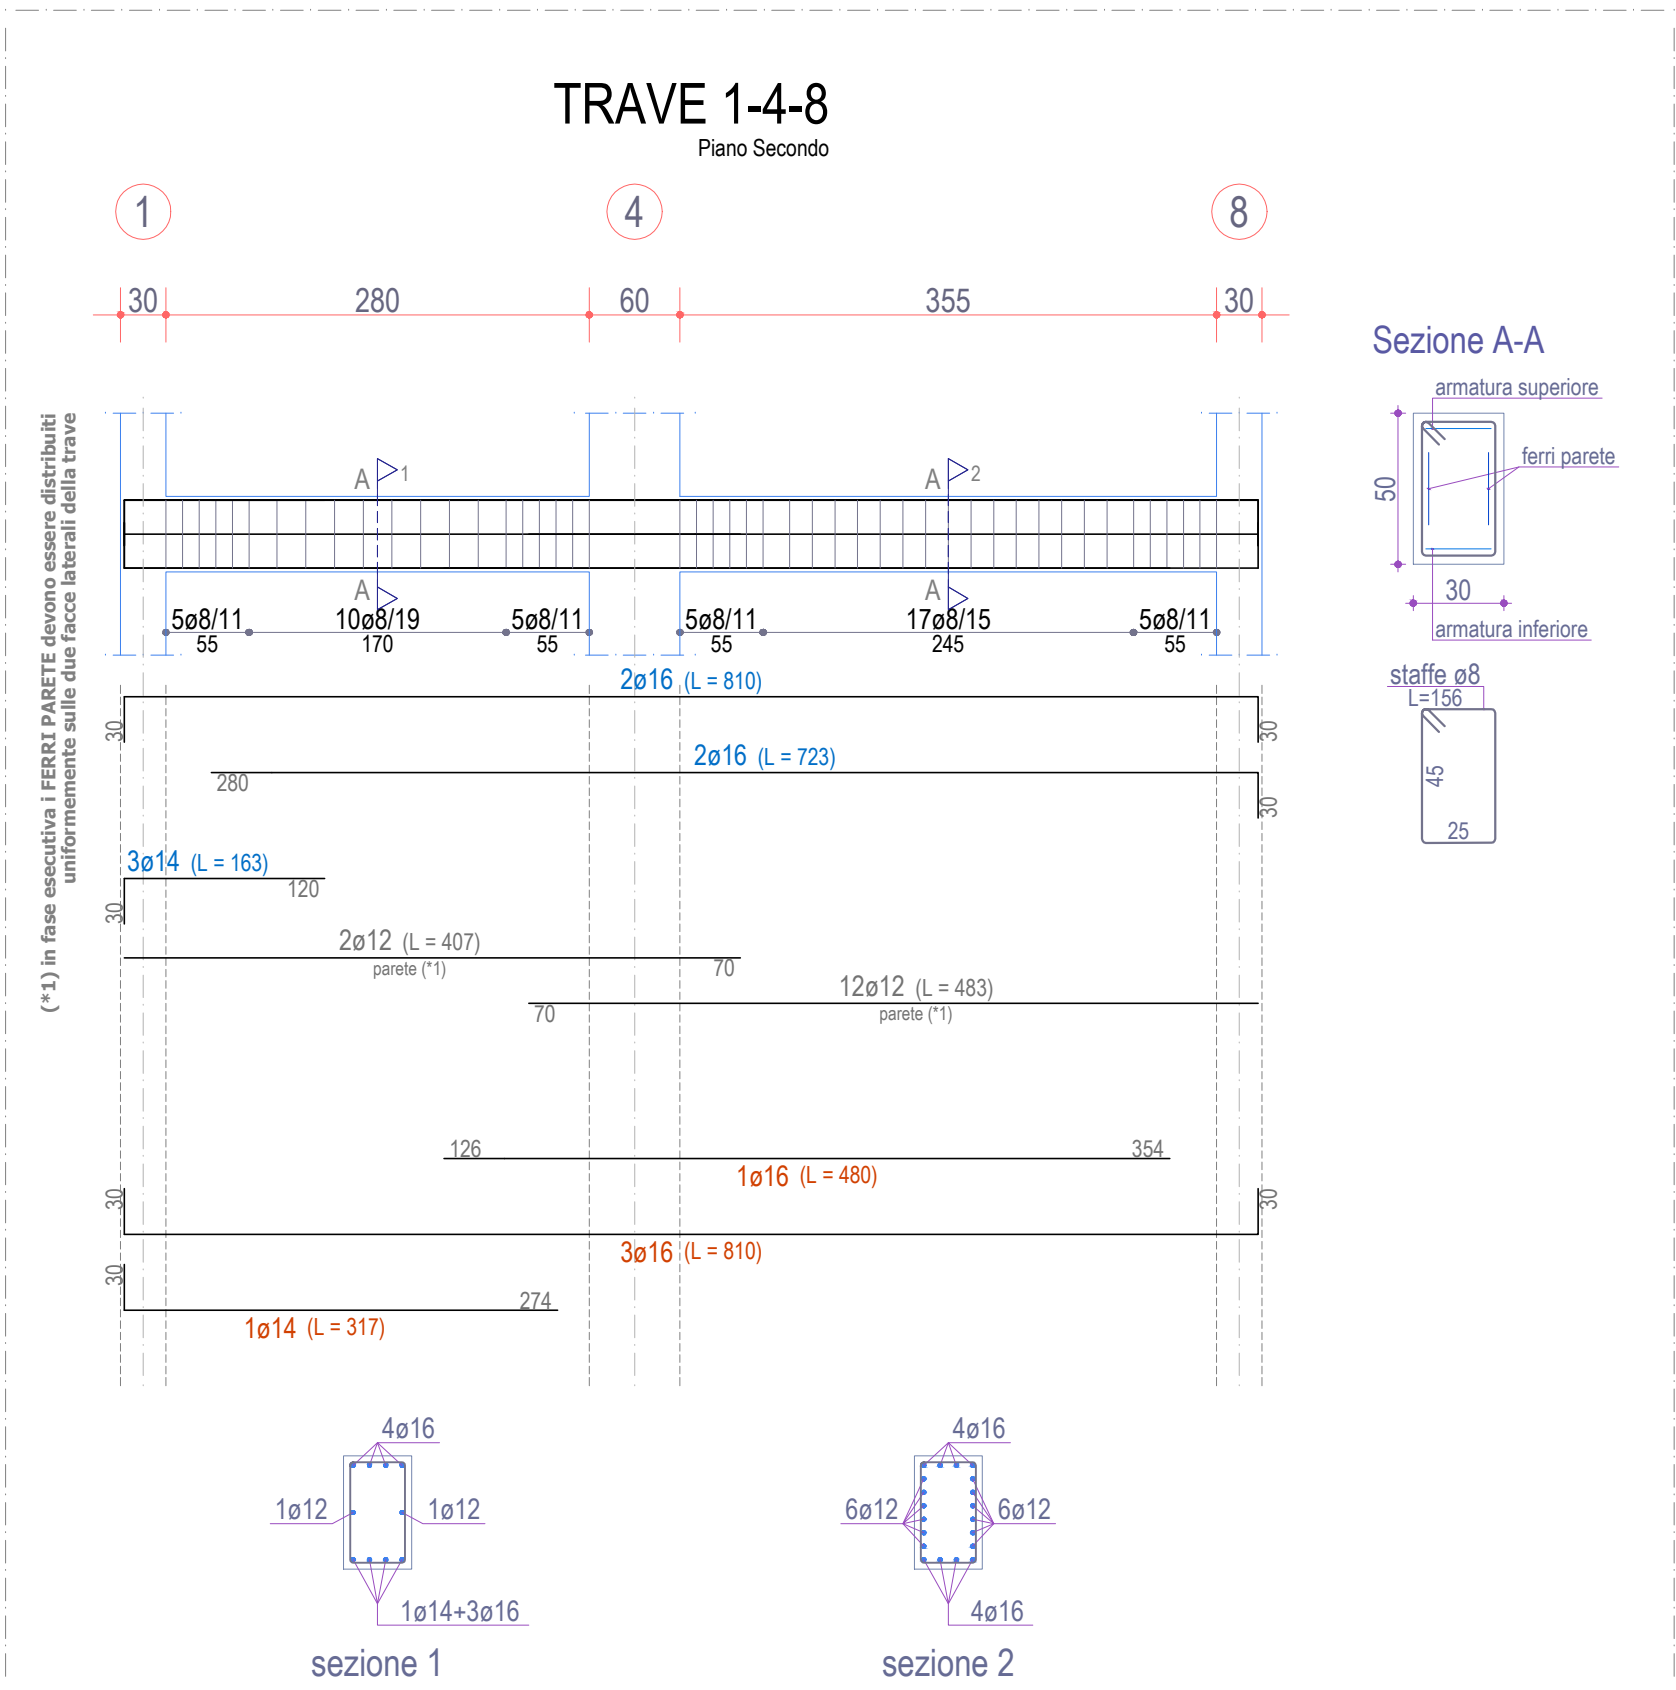 TRAVE 1-4-8
Piano Secondo
1
4
8
30
280
60
355
30
Sezione A-A
armatura superiore
ferri parete
50
30
armatura inferiore
staffe ø8
L=156
45
25
(*1) in fase esecutiva i FERRI PARETE devono essere distribuiti
uniformemente sulle due facce laterali della trave
A
1
A
2
A
A
5ø8/11
10ø8/19
5ø8/11
5ø8/11
17ø8/15
5ø8/11
55
170
55
55
245
55
2ø16 (L = 810)
30
30
2ø16 (L = 723)
280
30
3ø14 (L = 163)
120
30
2ø12 (L = 407)
parete (*1)
70
12ø12 (L = 483)
70
parete (*1)
126
354
1ø16 (L = 480)
30
30
3ø16 (L = 810)
30
274
1ø14 (L = 317)
4ø16
1ø12
1ø12
1ø14+3ø16
sezione 1
4ø16
6ø12
6ø12
4ø16
sezione 2